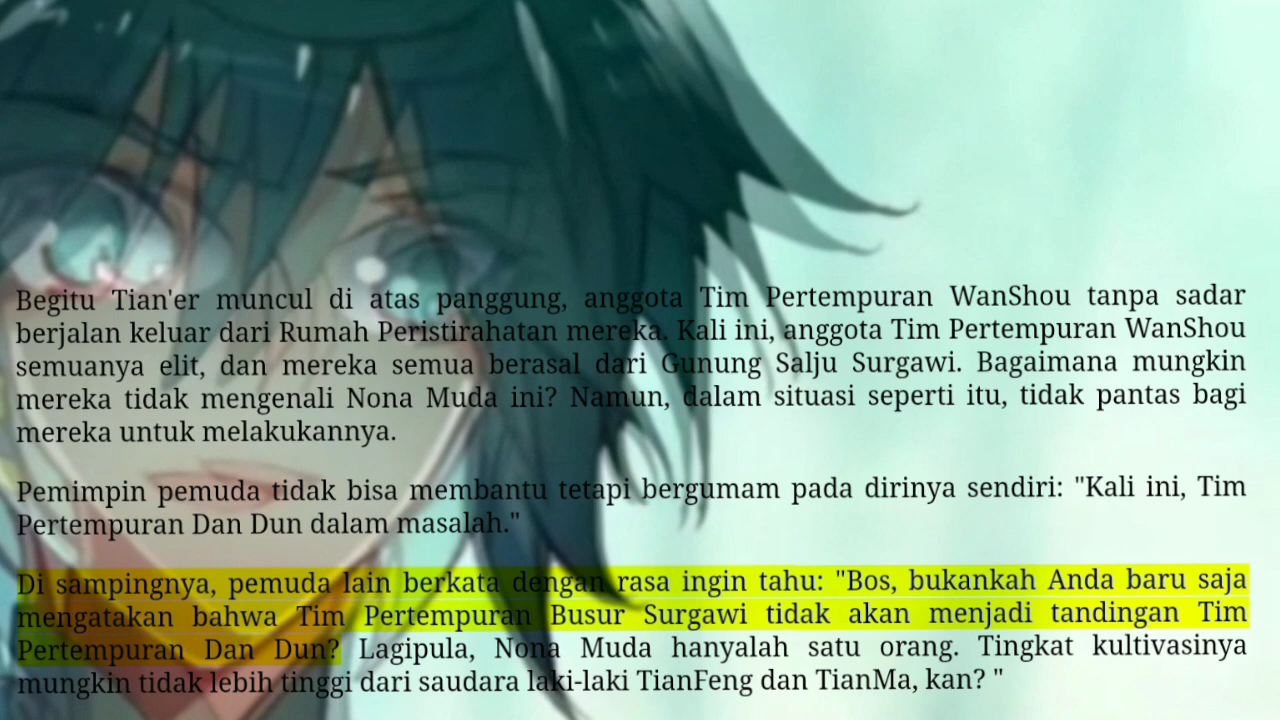 Begitu Tian'er muncul di atas panggung, anggota Tim Pertempuran WanShou tanpa sadar
berjalan keluar dari Rumah Peristirahatan mereka. Kali ini, anggota Tim Pertempuran WanShou
semuanya elit, dan mereka semua berasal dari Gunung Salju Surgawi. Bagaimana mungkin
mereka tidak mengenali Nona Muda ini? Namun, dalam situasi seperti itu, tidak pantas bagi
mereka untuk melakukannya.
Pemimpin pemuda tidak bisa membantu tetapi bergumam pada dirinya sendiri: "Kali ini, Tim
Pertempuran Dan Dun dalam masalah."
Di sampingnya, pemuda lain berkata dengan rasa ingin tahu: "Bos, bukankah Anda baru saja
mengatakan bahwa Tim Pertempuran Busur Surgawi tidak akan menjadi tandingan Tim
Pertempuran Dan Dun? Lagipula, Nona Muda hanyalah satu orang. Tingkat kultivasinya
mungkin tidak lebih tinggi dari saudara laki-laki TianFeng dan TianMa, kan? "